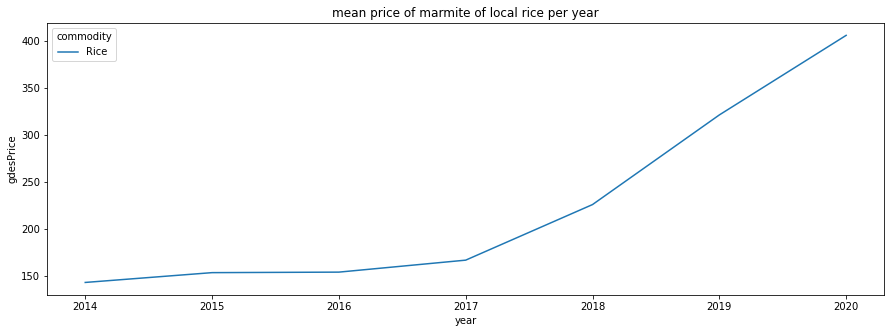 mean price of marmite of local rice per year
commodity
Rice
gdesPrice
400
350
300
250
200
150
2014 2015 2016 2017 2018 2019 2020
year